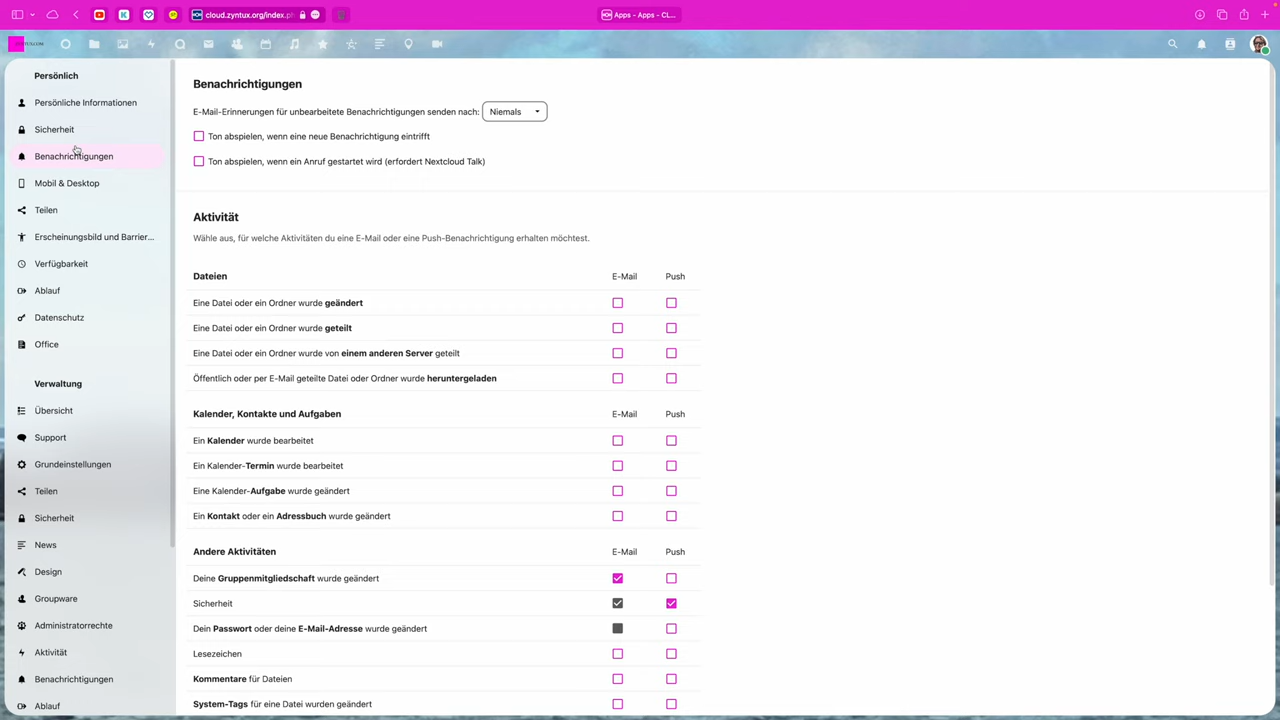 cloud.zyntux.org/index.ph
Apps - Apps - CL...
Persönlich
Persönliche Informationen
Sicherheit
Benachrichtigungen
Mobil & Desktop
Teilen
Erscheinungsbild und Barrier...
Verfügbarkeit
Ablauf
Datenschutz
Office
Verwaltung
Übersicht
Support
Grundeinstellungen
Teilen
Sicherheit
News
Design
Groupware
Administratorrechte
Aktivität
Benachrichtigungen
Ablauf
Benachrichtigungen
E-Mail-Erinnerungen für unbearbeitete Benachrichtigungen senden nach: Niemals
Ton abspielen, wenn eine neue Benachrichtigung eintrifft
Ton abspielen, wenn ein Anruf gestartet wird (erfordert Nextcloud Talk)
Aktivität
Wähle aus, für welche Aktivitäten du eine E-Mail oder eine Push-Benachrichtigung erhalten möchtest.
Dateien E-Mail Push
Eine Datei oder ein Ordner wurde geändert
Eine Datei oder ein Ordner wurde geteilt
Eine Datei oder ein Ordner wurde von einem anderen Server geteilt
Öffentlich oder per E-Mail geteilte Datei oder Ordner wurde heruntergeladen
Kalender, Kontakte und Aufgaben E-Mail Push
Ein Kalender wurde bearbeitet
Ein Kalender-Termin wurde bearbeitet
Eine Kalender-Aufgabe wurde geändert
Ein Kontakt oder ein Adressbuch wurde geändert
Andere Aktivitäten E-Mail Push
Deine Gruppenmitgliedschaft wurde geändert
Sicherheit
Dein Passwort oder deine E-Mail-Adresse wurde geändert
Lesezeichen
Kommentare für Dateien
System-Tags für eine Datei wurden geändert